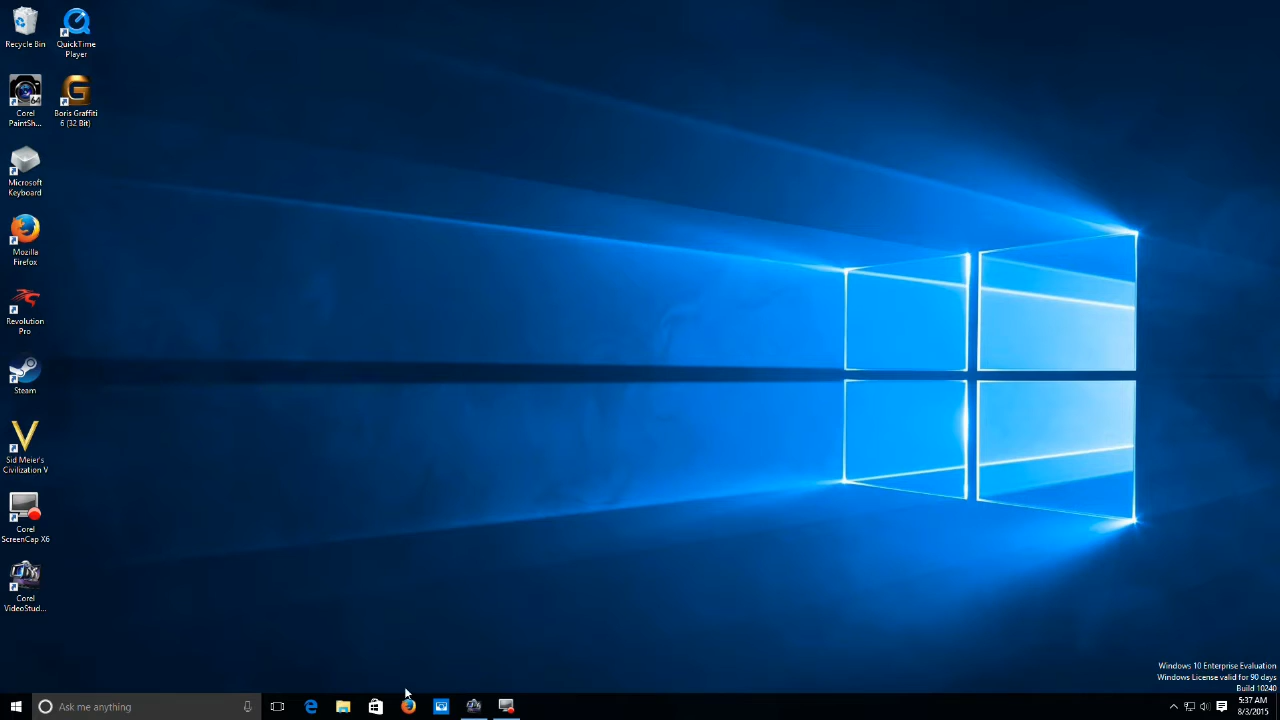 Recycle Bin
QuickTime
Player
Corel
PaintSh...
64
Boris Graffiti
6 (32 Bit)
G
Microsoft
Keyboard
Mozilla
Firefox
Revolution
Pro
Steam
V
Sid Meier's
Civilization V
Corel
ScreenCap X6
Corel
VideoStud...
Windows 10 Enterprise Evaluation
Windows License valid for 90 days
Build 10240
Ask me anything
5:37 AM
8/3/2015